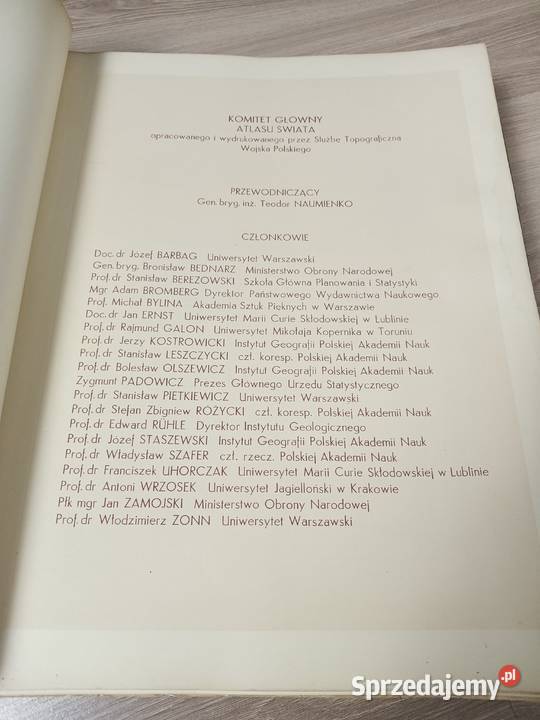 KOMITET GŁÓWNY
ATLASU ŚWIATA
opracowanego i wydrukowanego przez Służbę Topograficzną
Wojska Polskiego
PRZEWODNICZĄCY
Gen. bryg. inż. Teodor NAUMIENKO
CZŁONKOWIE
Doc. dr Józef BARBAG Uniwersytet Warszawski
Gen. bryg. Bronisław BEDNARZ Ministerstwo Obrony Narodowej
Prof. dr Stanisław BEREZOWSKI Szkoła Główna Planowania i Statystyki
Mgr Adam BROMBERG Dyrektor Państwowego Wydawnictwa Naukowego
Prof. Michał BYLINA Akademia Sztuk Pięknych w Warszawie
Doc. dr Jan ERNST Uniwersytet Marii Curie Skłodowskiej w Lublinie
Prof. dr Rajmund GALON Uniwersytet Mikołaja Kopernika w Toruniu
Prof. dr Jerzy KOSTROWICKI Instytut Geografii Polskiej Akademii Nauk
Prof. dr Stanisław LESZCZYCKI czł. koresp. Polskiej Akademii Nauk
Prof. dr Bolesław OLSZEWICZ Instytut Geografii Polskiej Akademii Nauk
Zygmunt PADOWICZ Prezes Głównego Urzędu Statystycznego
Prof. dr Stanisław PIETKIEWICZ Uniwersytet Warszawski
Prof. dr Stefan Zbigniew RÓŻYCKI czł. koresp. Polskiej Akademii Nauk
Prof. dr Edward RÜHLE Dyrektor Instytutu Geologicznego
Prof. dr Józef STASZEWSKI Instytut Geografii Polskiej Akademii Nauk
Prof. dr Władysław SZAFER czł. rzecz. Polskiej Akademii Nauk
Prof. dr Franciszek UHORCZAK Uniwersytet Marii Curie Skłodowskiej w Lublinie
Prof. dr Antoni WRZOSEK Uniwersytet Jagielloński w Krakowie
Płk mgr Jan ZAMOJSKI Ministerstwo Obrony Narodowej
Prof. dr Włodzimierz ZONN Uniwersytet Warszawski
Sprzedajemy.pl